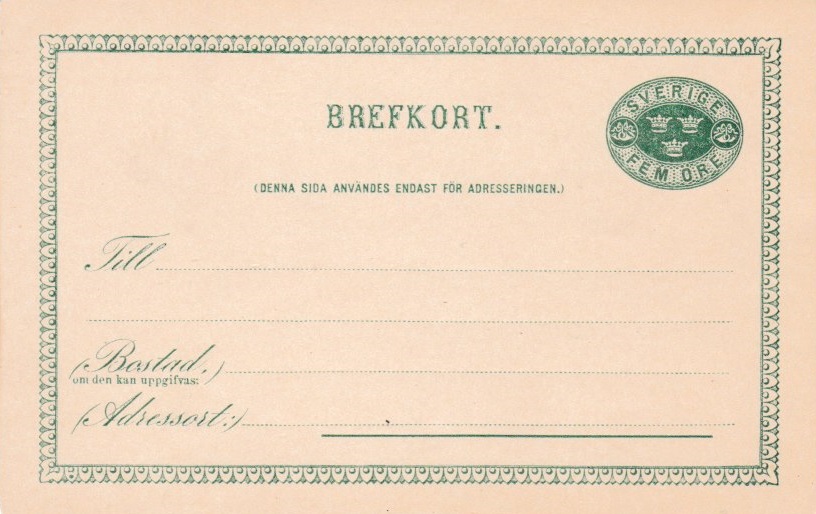 BREFKORT.
SVERIGE
FEM ÖRE
(DENNA SIDA ANVÄNDES ENDAST FÖR ADRESSERINGEN.)
Till
(Bostad,)
om den kan uppgifvas:
(Adressort:)